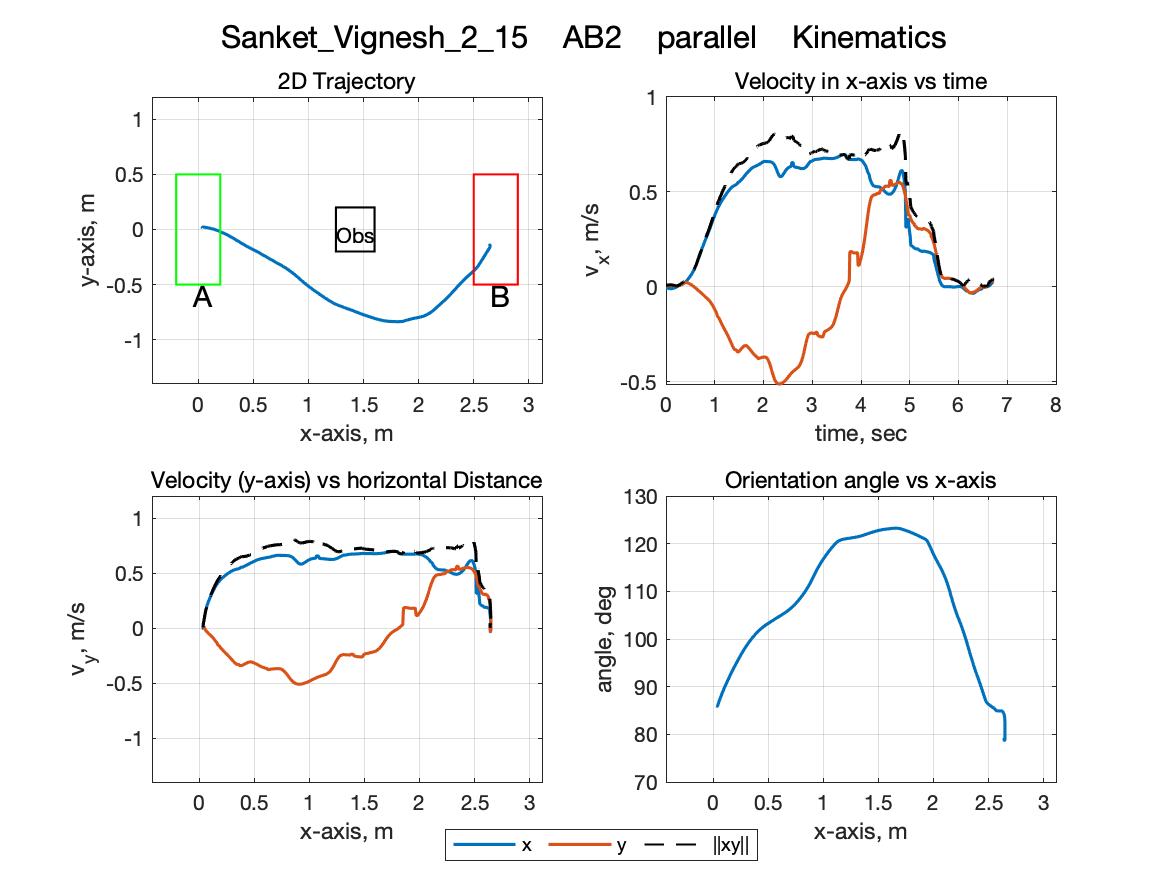 Sanket_Vignesh_2_15 AB2 parallel Kinematics
2D Trajectory
1
0.5
0
-0.5
-1
y-axis, m
Obs
A
B
0 0.5 1 1.5 2 2.5 3
x-axis, m
Velocity in x-axis vs time
1
0.5
0
-0.5
v_x, m/s
0 1 2 3 4 5 6 7 8
time, sec
Velocity (y-axis) vs horizontal Distance
1
0.5
0
-0.5
-1
v_y, m/s
0 0.5 1 1.5 2 2.5 3
x-axis, m
Orientation angle vs x-axis
130
120
110
100
90
80
70
angle, deg
0 0.5 1 1.5 2 2.5 3
x-axis, m
x y ||xy||